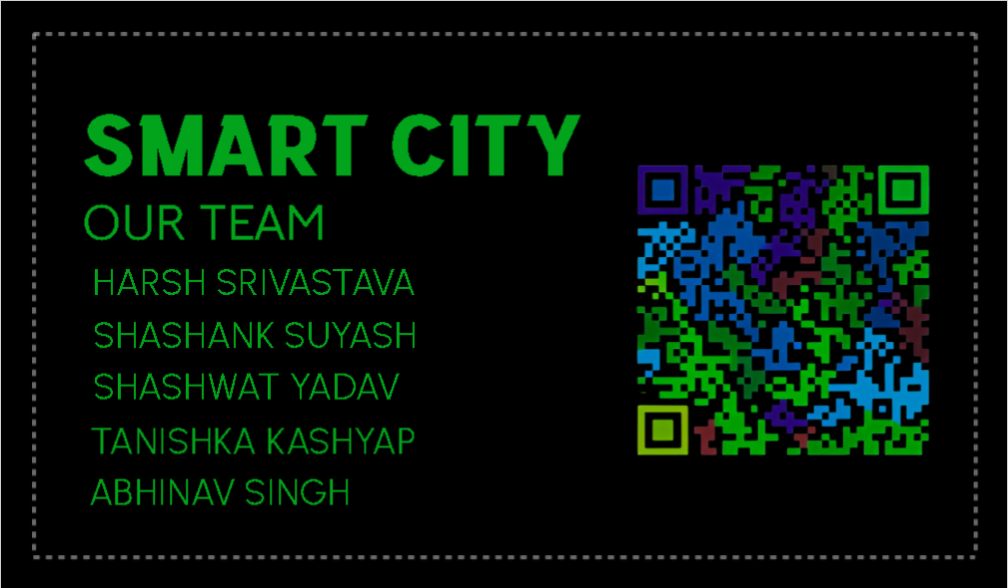 SMART CITY
OUR TEAM
HARSH SRIVASTAVA
SHASHANK SUYASH
SHASHWAT YADAV
TANISHKA KASHYAP
ABHINAV SINGH